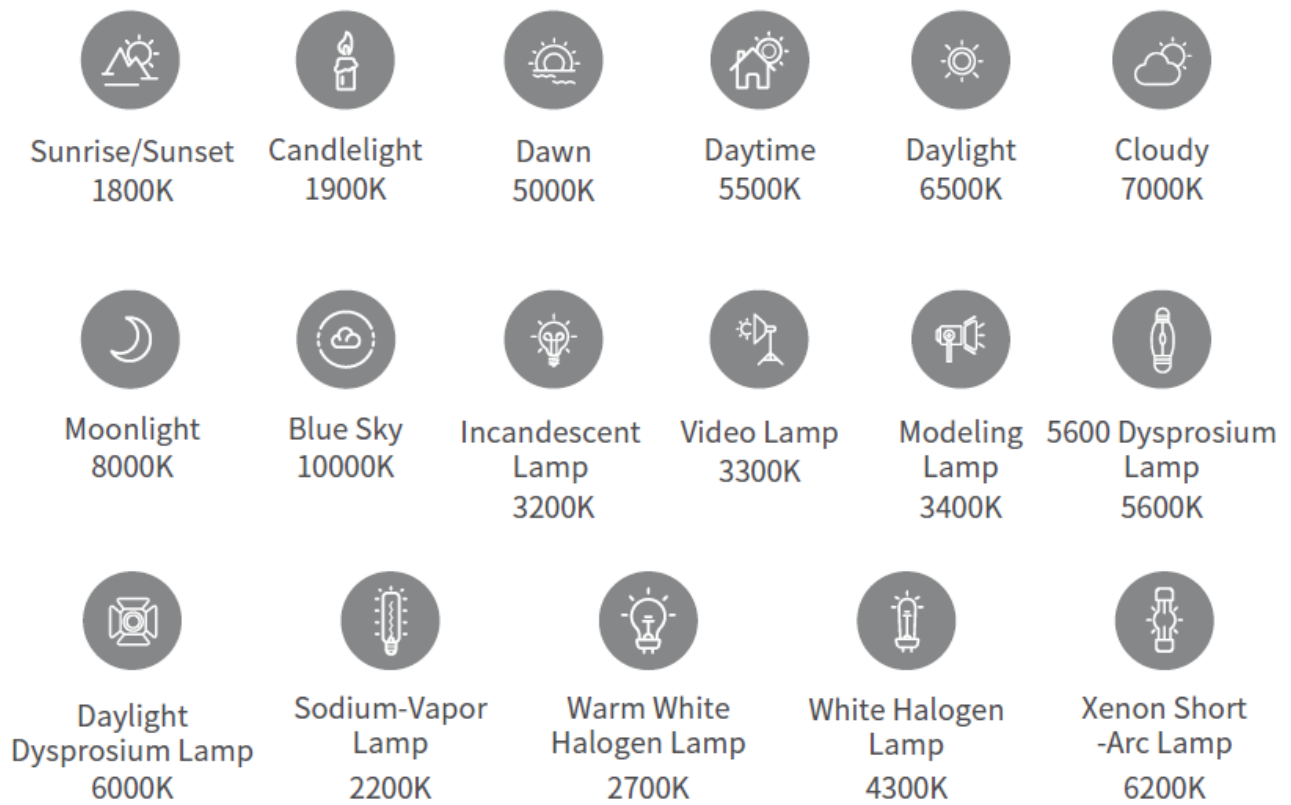 Sunrise/Sunset
1800K
Candlelight
1900K
Dawn
5000K
Daytime
5500K
Daylight
6500K
Cloudy
7000K
Moonlight
8000K
Blue Sky
10000K
Incandescent
Lamp
3200K
Video Lamp
3300K
Modeling
Lamp
3400K
5600 Dysprosium
Lamp
5600K
Daylight
Dysprosium Lamp
6000K
Sodium-Vapor
Lamp
2200K
Warm White
Halogen Lamp
2700K
White Halogen
Lamp
4300K
Xenon Short
-Arc Lamp
6200K